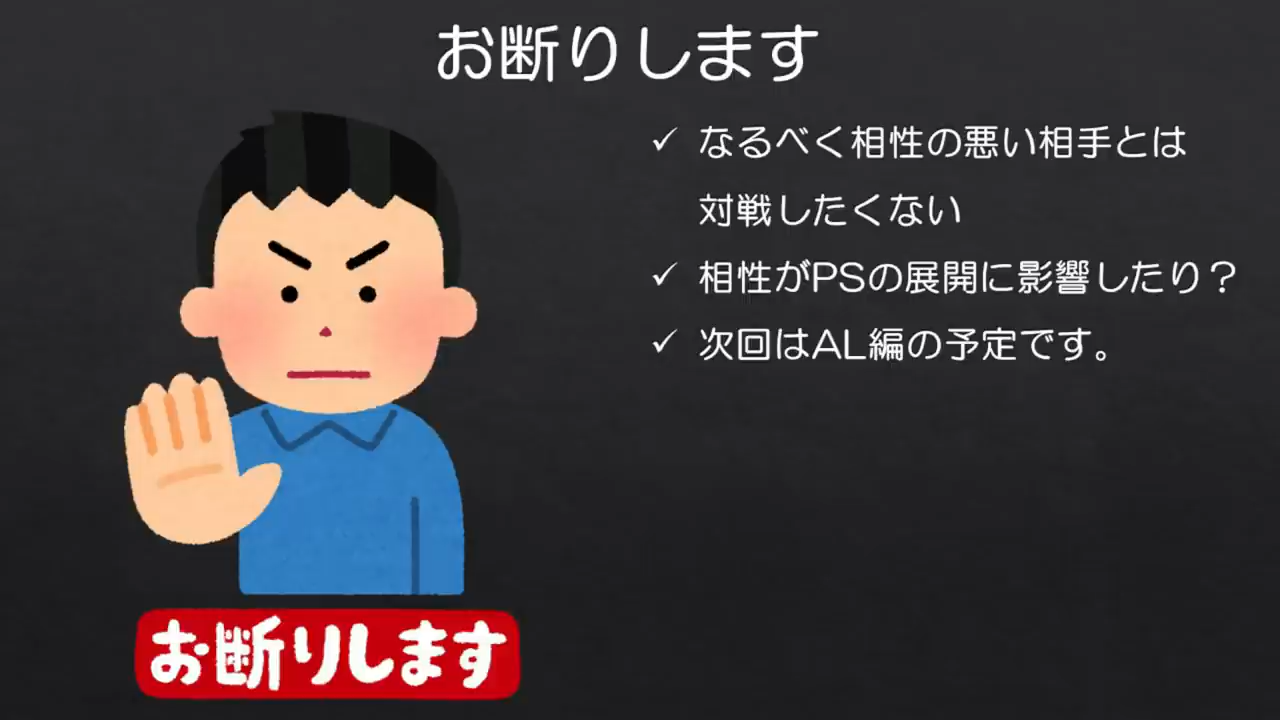 お断りします
✓ なるべく相性の悪い相手とは
対戦したくない
✓ 相性がPSの展開に影響したり？
✓ 次回はAL編の予定です。
お断りします